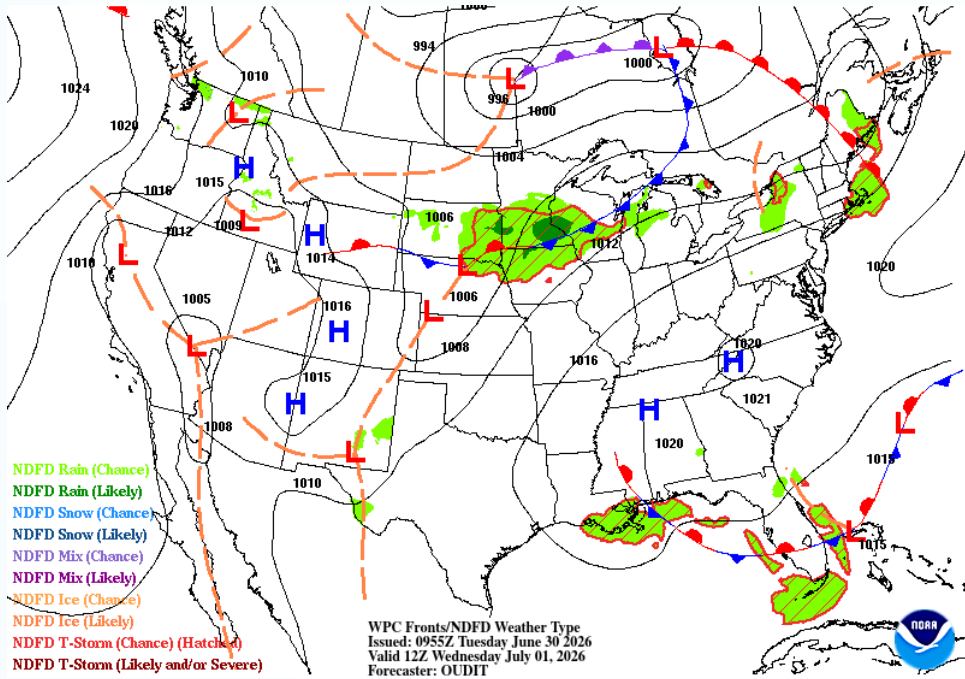 1000
994
L
L
1000
996
1000
1024
1010
L
1020
1004
H
1015
1016
1006
1009
L
1012
H
1012
1014
L
1018
L
1020
L
1006
1005
1016
L
H
1008
L
1016
1020
H
1015
H
1021
H
1008
L
1020
L
1018
1010
L
1015
NDFD Rain (Chance)
NDFD Rain (Likely)
NDFD Snow (Chance)
NDFD Snow (Likely)
NDFD Mix (Chance)
NDFD Mix (Likely)
NDFD Ice (Chance)
NDFD Ice (Likely)
NDFD T-Storm (Chance) (Hatched)
NDFD T-Storm (Likely and/or Severe)
WPC Fronts/NDFD Weather Type
Issued: 0955Z Tuesday June 30 2026
Valid 12Z Wednesday July 01, 2026
Forecaster: OUDIT
NOAA